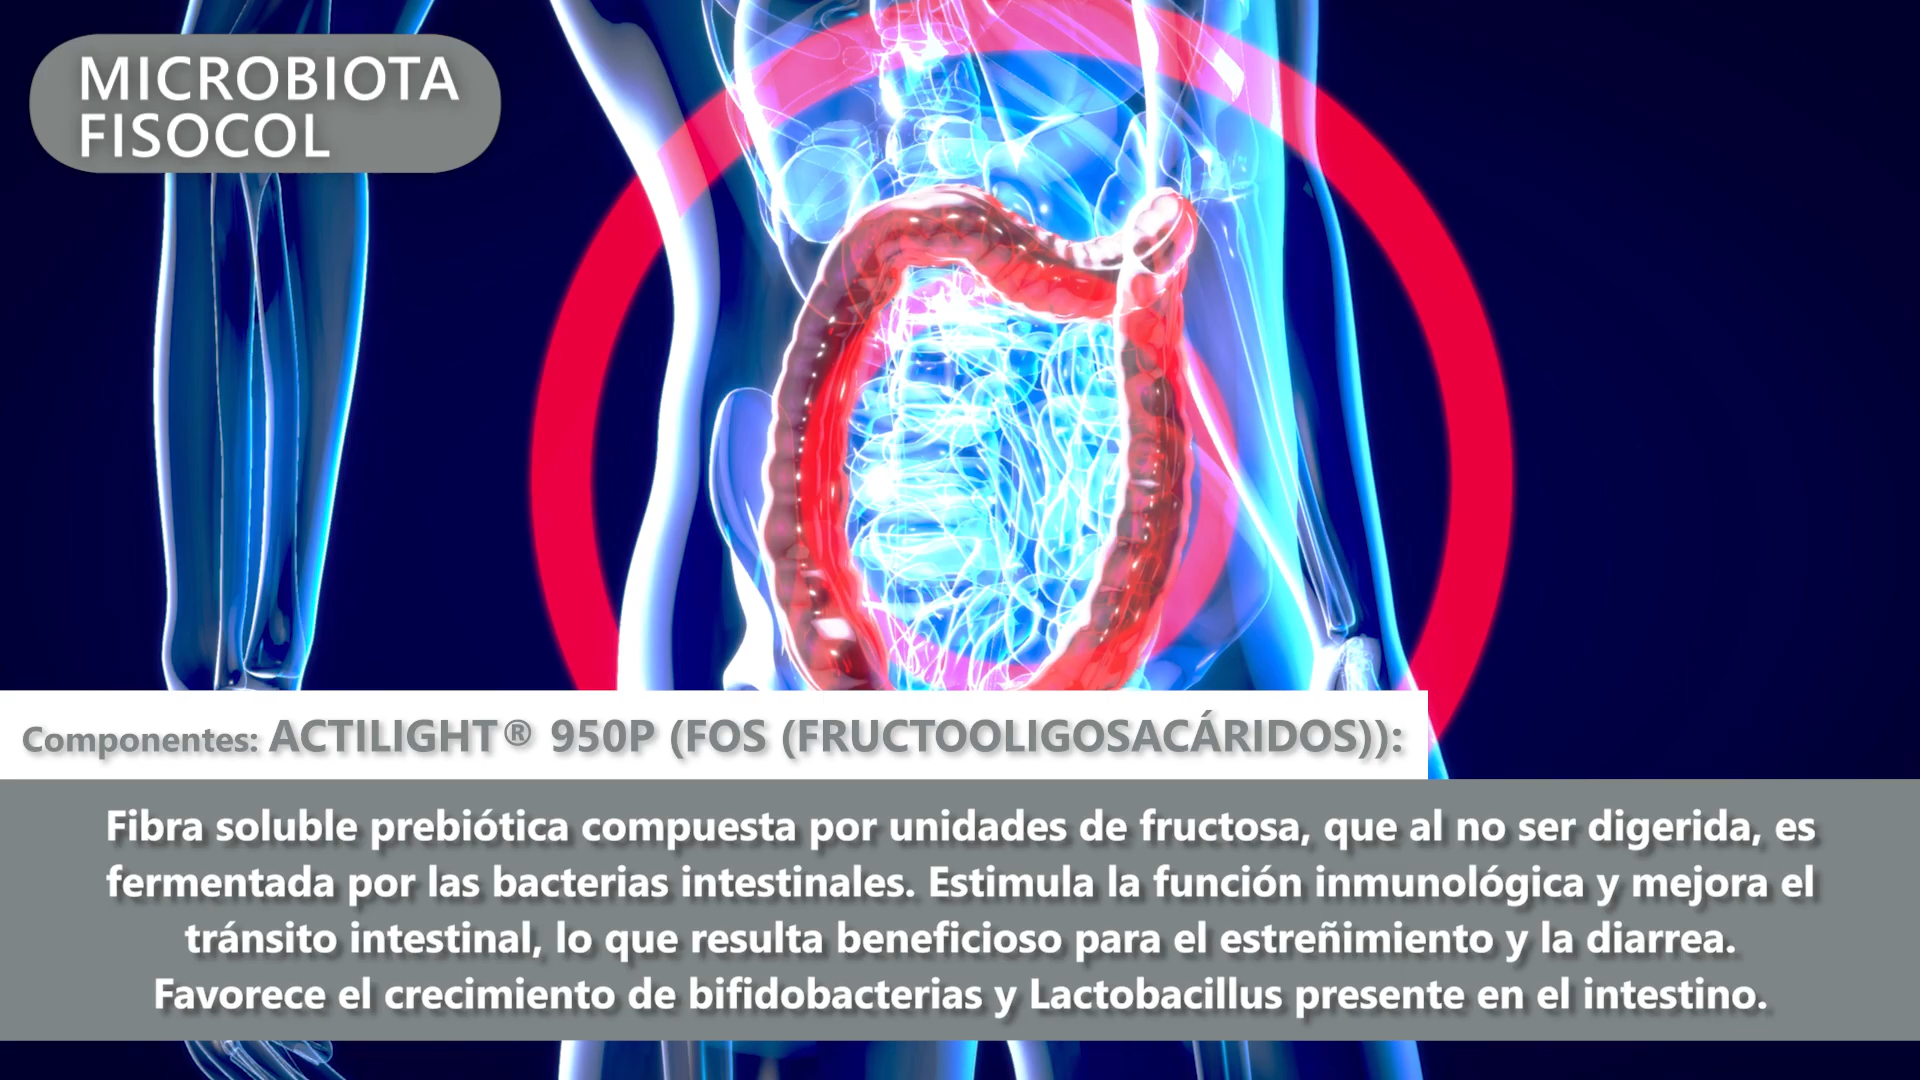 MICROBIOTA
FISOCOL
Componentes: ACTILIGHT® 950P (FOS (FRUCTOOLIGOSACÁRIDOS)):
Fibra soluble prebiótica compuesta por unidades de fructosa, que al no ser digerida, es
fermentada por las bacterias intestinales. Estimula la función inmunológica y mejora el
tránsito intestinal, lo que resulta beneficioso para el estreñimiento y la diarrea.
Favorece el crecimiento de bifidobacterias y Lactobacillus presente en el intestino.